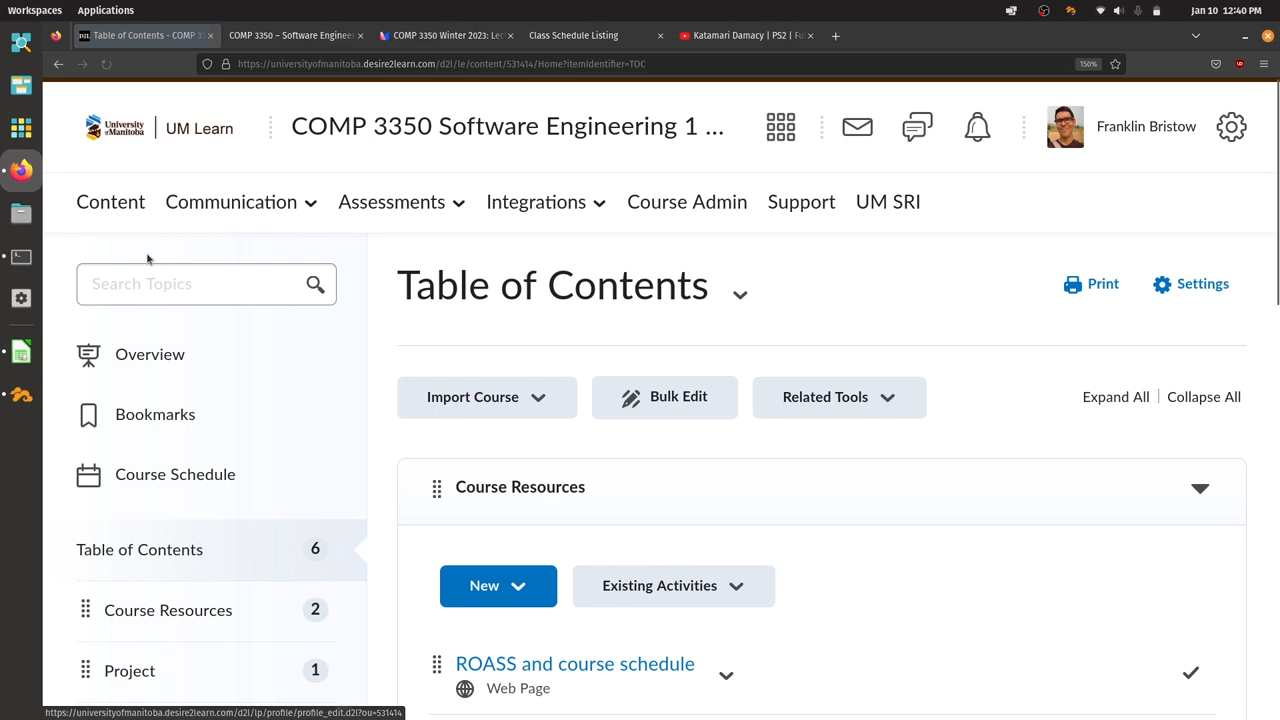 Workspaces Applications Jan 10 12:40 PM
D2L Table of Contents - COMP 3 COMP 3350 – Software Enginee COMP 3350 Winter 2023: Lec Class Schedule Listing Katamari Damacy | PS2 | Fu
https://universityofmanitoba.desire2learn.com/d2l/le/content/531414/Home?itemIdentifier=TOC 150%
University of Manitoba UM Learn COMP 3350 Software Engineering 1 ... Franklin Bristow
Content Communication Assessments Integrations Course Admin Support UM SRI
Search Topics
Table of Contents Print Settings
Overview
Import Course Bulk Edit Related Tools Expand All Collapse All
Bookmarks
Course Schedule
Course Resources
Table of Contents 6
New Existing Activities
Course Resources 2
ROASS and course schedule
Project 1
Web Page
https://universityofmanitoba.desire2learn.com/d2l/lp/profile/profile_edit.d2l?ou=531414